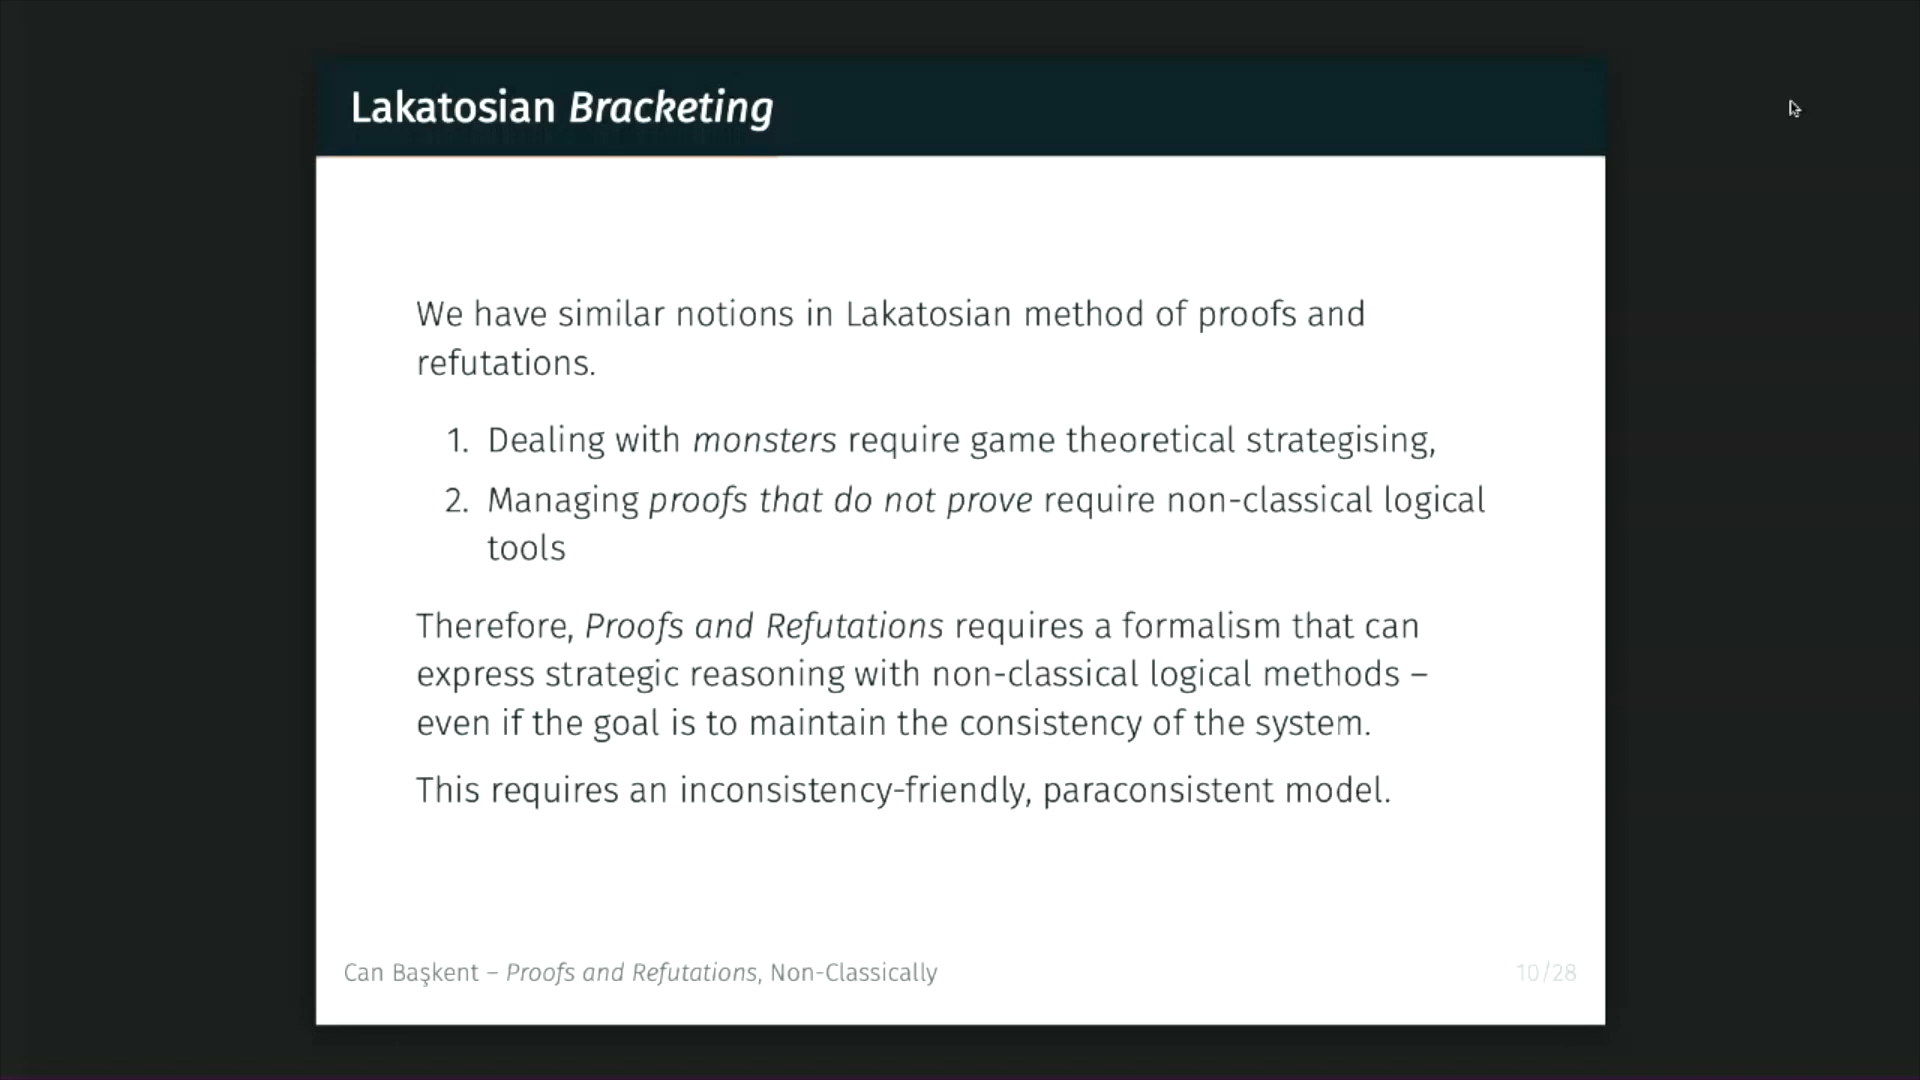 Lakatosian Bracketing
We have similar notions in Lakatosian method of proofs and
refutations.
1. Dealing with monsters require game theoretical strategising,
2. Managing proofs that do not prove require non-classical logical
tools
Therefore, Proofs and Refutations requires a formalism that can
express strategic reasoning with non-classical logical methods –
even if the goal is to maintain the consistency of the system.
This requires an inconsistency-friendly, paraconsistent model.
Can Başkent – Proofs and Refutations, Non-Classically
10/28